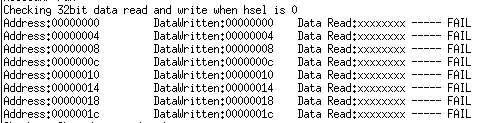 Checking 32bit data read and write when hsel is 0
Address:00000000 DataWritten:00000000 Data Read:xxxxxxxx ----- FAIL
Address:00000004 DataWritten:00000004 Data Read:xxxxxxxx ----- FAIL
Address:00000008 DataWritten:00000008 Data Read:xxxxxxxx ----- FAIL
Address:0000000c DataWritten:0000000c Data Read:xxxxxxxx ----- FAIL
Address:00000010 DataWritten:00000010 Data Read:xxxxxxxx ----- FAIL
Address:00000014 DataWritten:00000014 Data Read:xxxxxxxx ----- FAIL
Address:00000018 DataWritten:00000018 Data Read:xxxxxxxx ----- FAIL
Address:0000001c DataWritten:0000001c Data Read:xxxxxxxx ----- FAIL